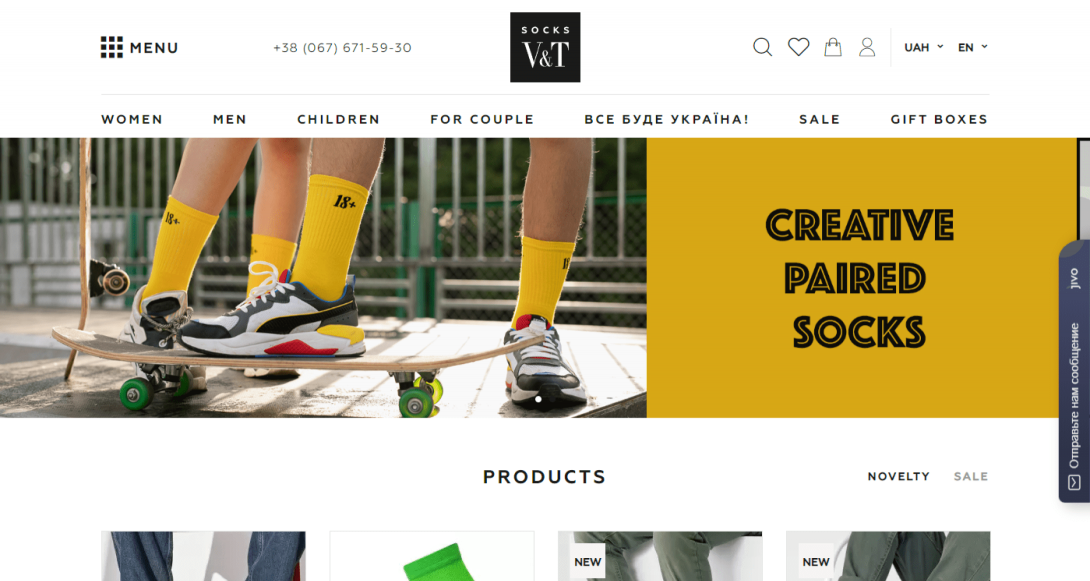 MENU
+38 (067) 671-59-30
SOCKS
V&T
UAH
EN
WOMEN
MEN
CHILDREN
FOR COUPLE
ВСЕ БУДЕ УКРАЇНА!
SALE
GIFT BOXES
18+
18+
CREATIVE
PAIRED
SOCKS
jivo
Отправьте нам сообщение
PRODUCTS
NOVELTY
SALE
NEW
NEW